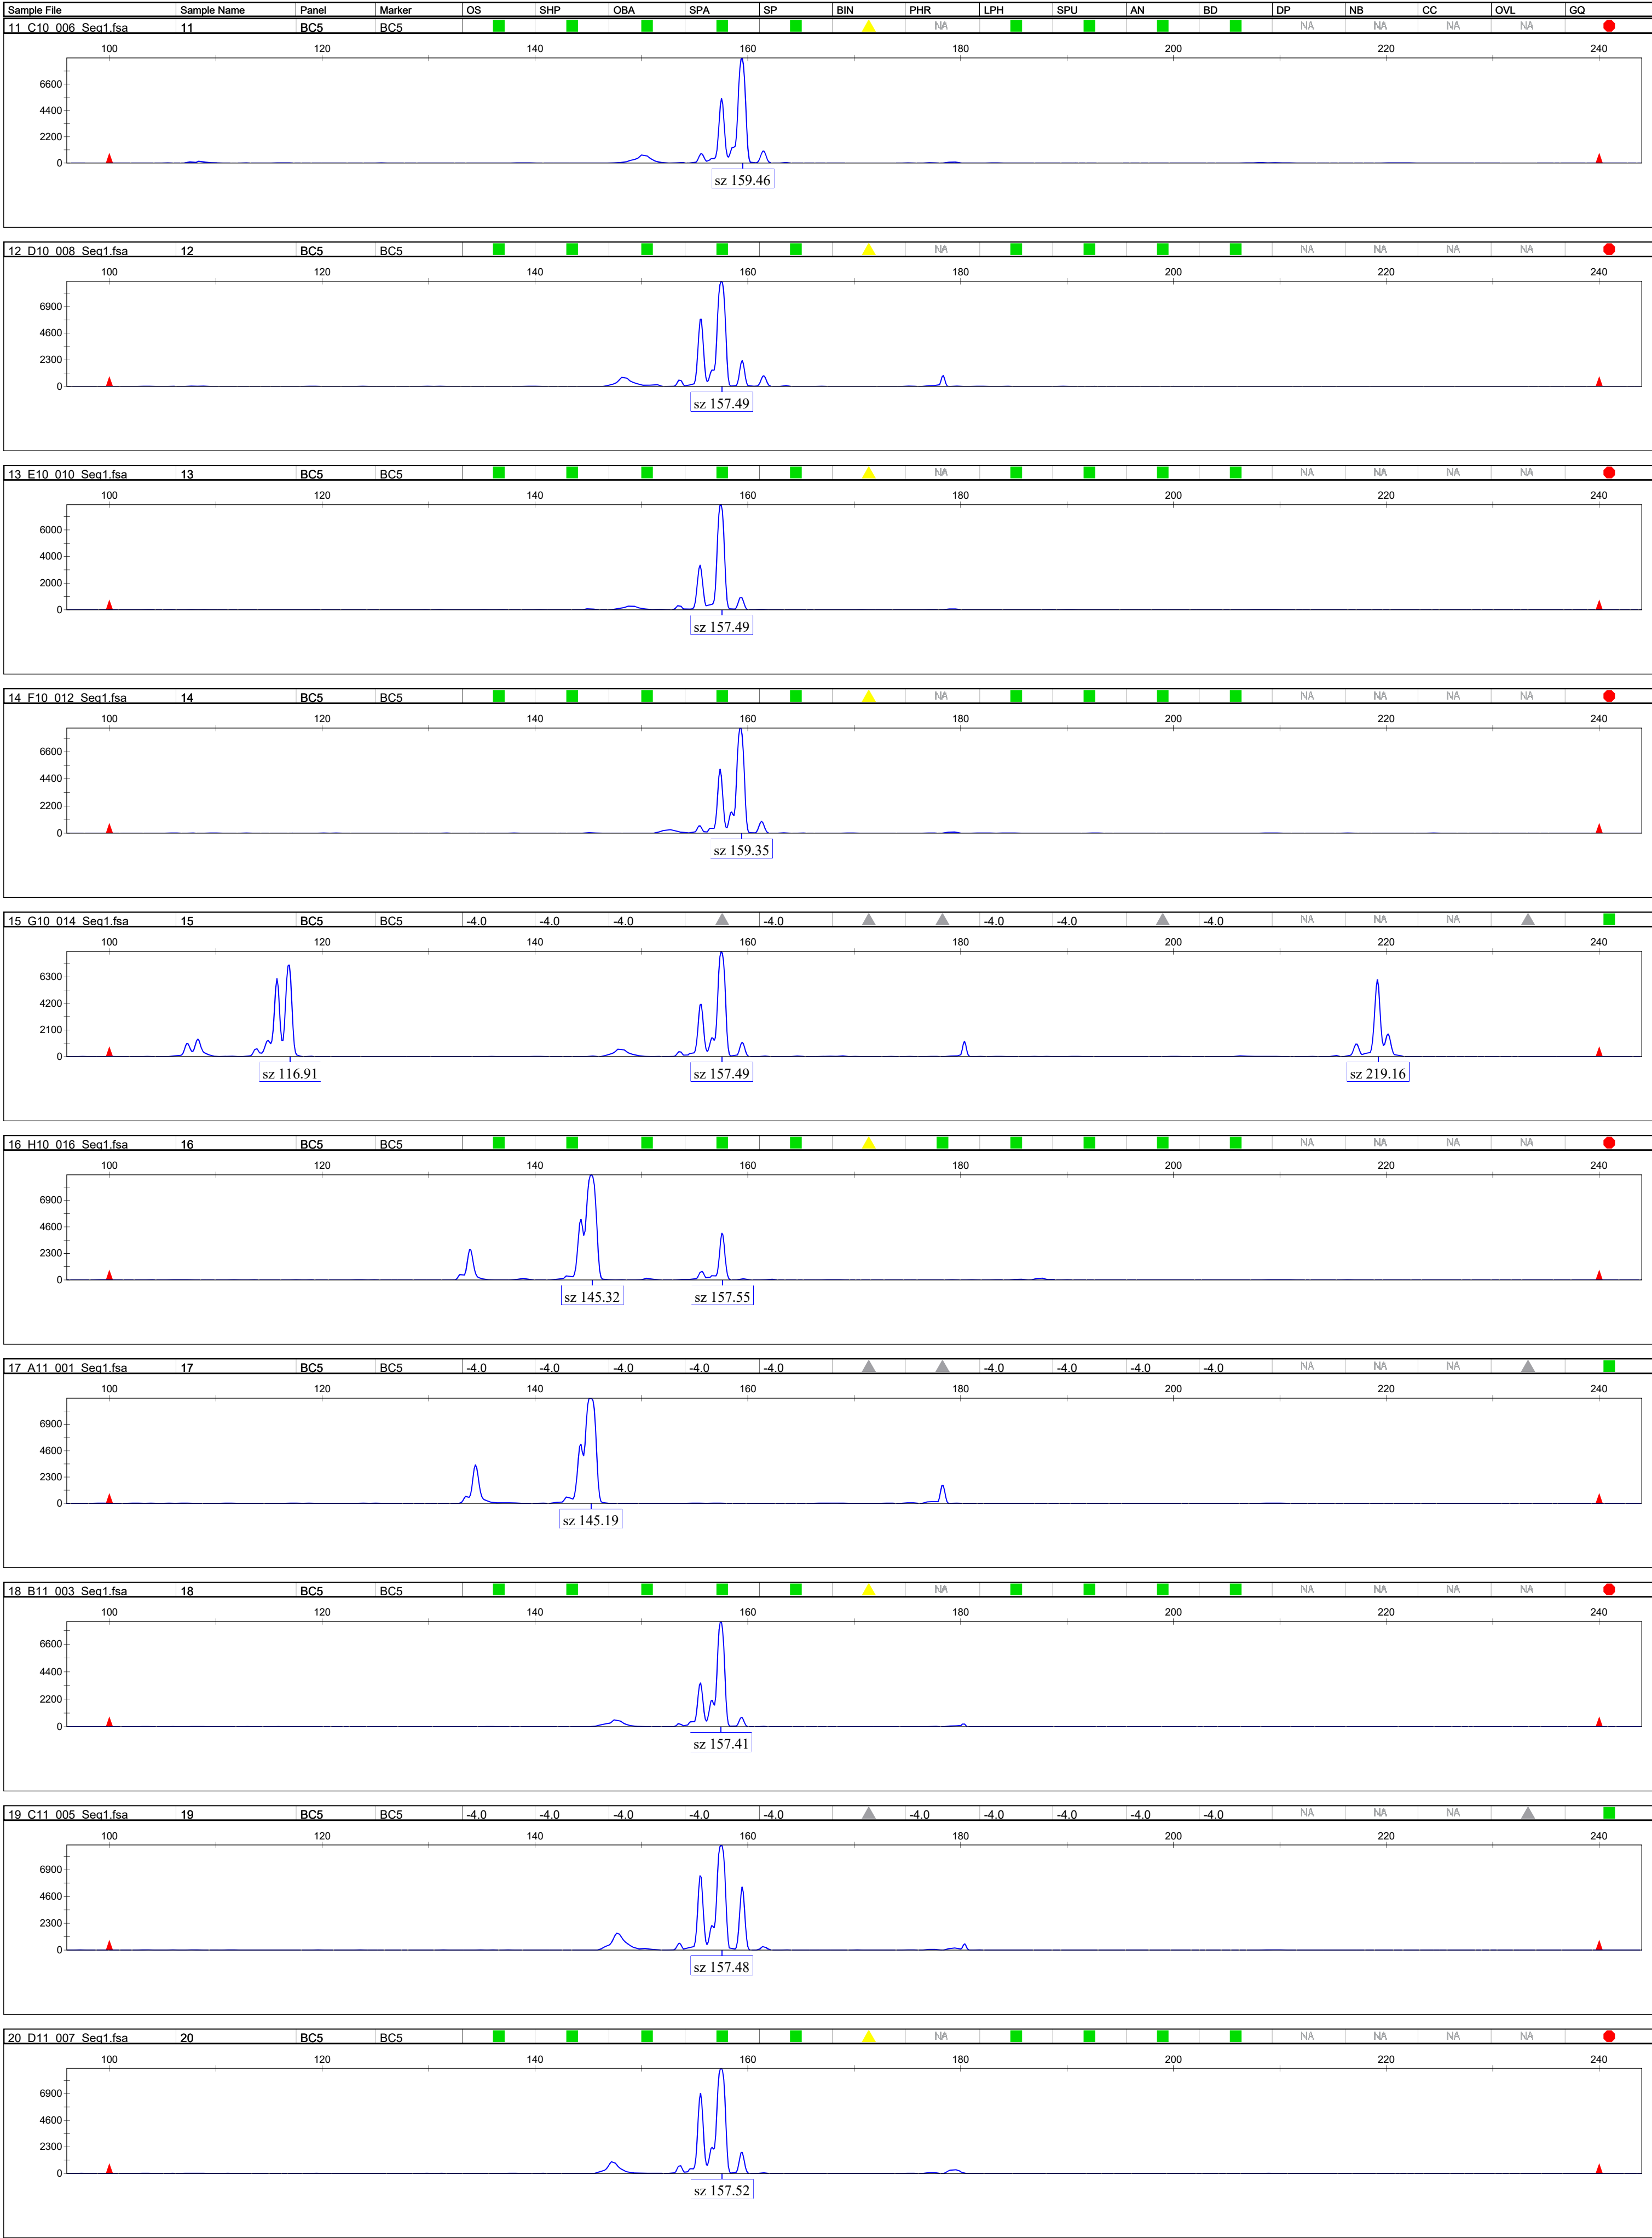 Sample File Sample Name Panel Marker OS SHP OBA SPA SP BIN PHR LPH SPU AN BD DP NB CC OVL GQ
11_C10_006_Seq1.fsa 11 BC5 BC5 NA NA NA NA NA
100 120 140 160 180 200 220 240
6600
4400
2200
0
sz 159.46
12_D10_008_Seq1.fsa 12 BC5 BC5 NA NA NA NA NA
100 120 140 160 180 200 220 240
6900
4600
2300
0
sz 157.49
13_E10_010_Seq1.fsa 13 BC5 BC5 NA NA NA NA NA
100 120 140 160 180 200 220 240
6000
4000
2000
0
sz 157.49
14_F10_012_Seq1.fsa 14 BC5 BC5 NA NA NA NA NA
100 120 140 160 180 200 220 240
6600
4400
2200
0
sz 159.35
15_G10_014_Seq1.fsa 15 BC5 BC5 -4.0 -4.0 -4.0 -4.0 -4.0 -4.0 -4.0 NA NA NA
100 120 140 160 180 200 220 240
6300
4200
2100
0
sz 116.91 sz 157.49 sz 219.16
16_H10_016_Seq1.fsa 16 BC5 BC5 NA NA NA NA
100 120 140 160 180 200 220 240
6900
4600
2300
0
sz 145.32 sz 157.55
17_A11_001_Seq1.fsa 17 BC5 BC5 -4.0 -4.0 -4.0 -4.0 -4.0 -4.0 -4.0 -4.0 -4.0 NA NA NA
100 120 140 160 180 200 220 240
6900
4600
2300
0
sz 145.19
18_B11_003_Seq1.fsa 18 BC5 BC5 NA NA NA NA NA
100 120 140 160 180 200 220 240
6600
4400
2200
0
sz 157.41
19_C11_005_Seq1.fsa 19 BC5 BC5 -4.0 -4.0 -4.0 -4.0 -4.0 -4.0 -4.0 -4.0 -4.0 -4.0 NA NA NA
100 120 140 160 180 200 220 240
6900
4600
2300
0
sz 157.48
20_D11_007_Seq1.fsa 20 BC5 BC5 NA NA NA NA NA
100 120 140 160 180 200 220 240
6900
4600
2300
0
sz 157.52